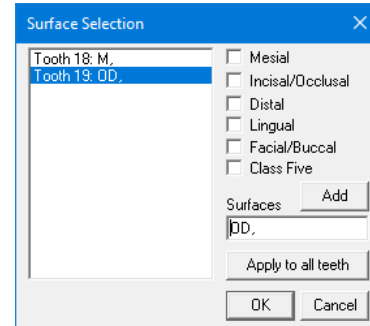 Surface Selection
Tooth 18: M,
Tooth 19: OD,
Mesial
Incisal/Occlusal
Distal
Lingual
Facial/Buccal
Class Five
Surfaces
Add
OD,
Apply to all teeth
OK
Cancel